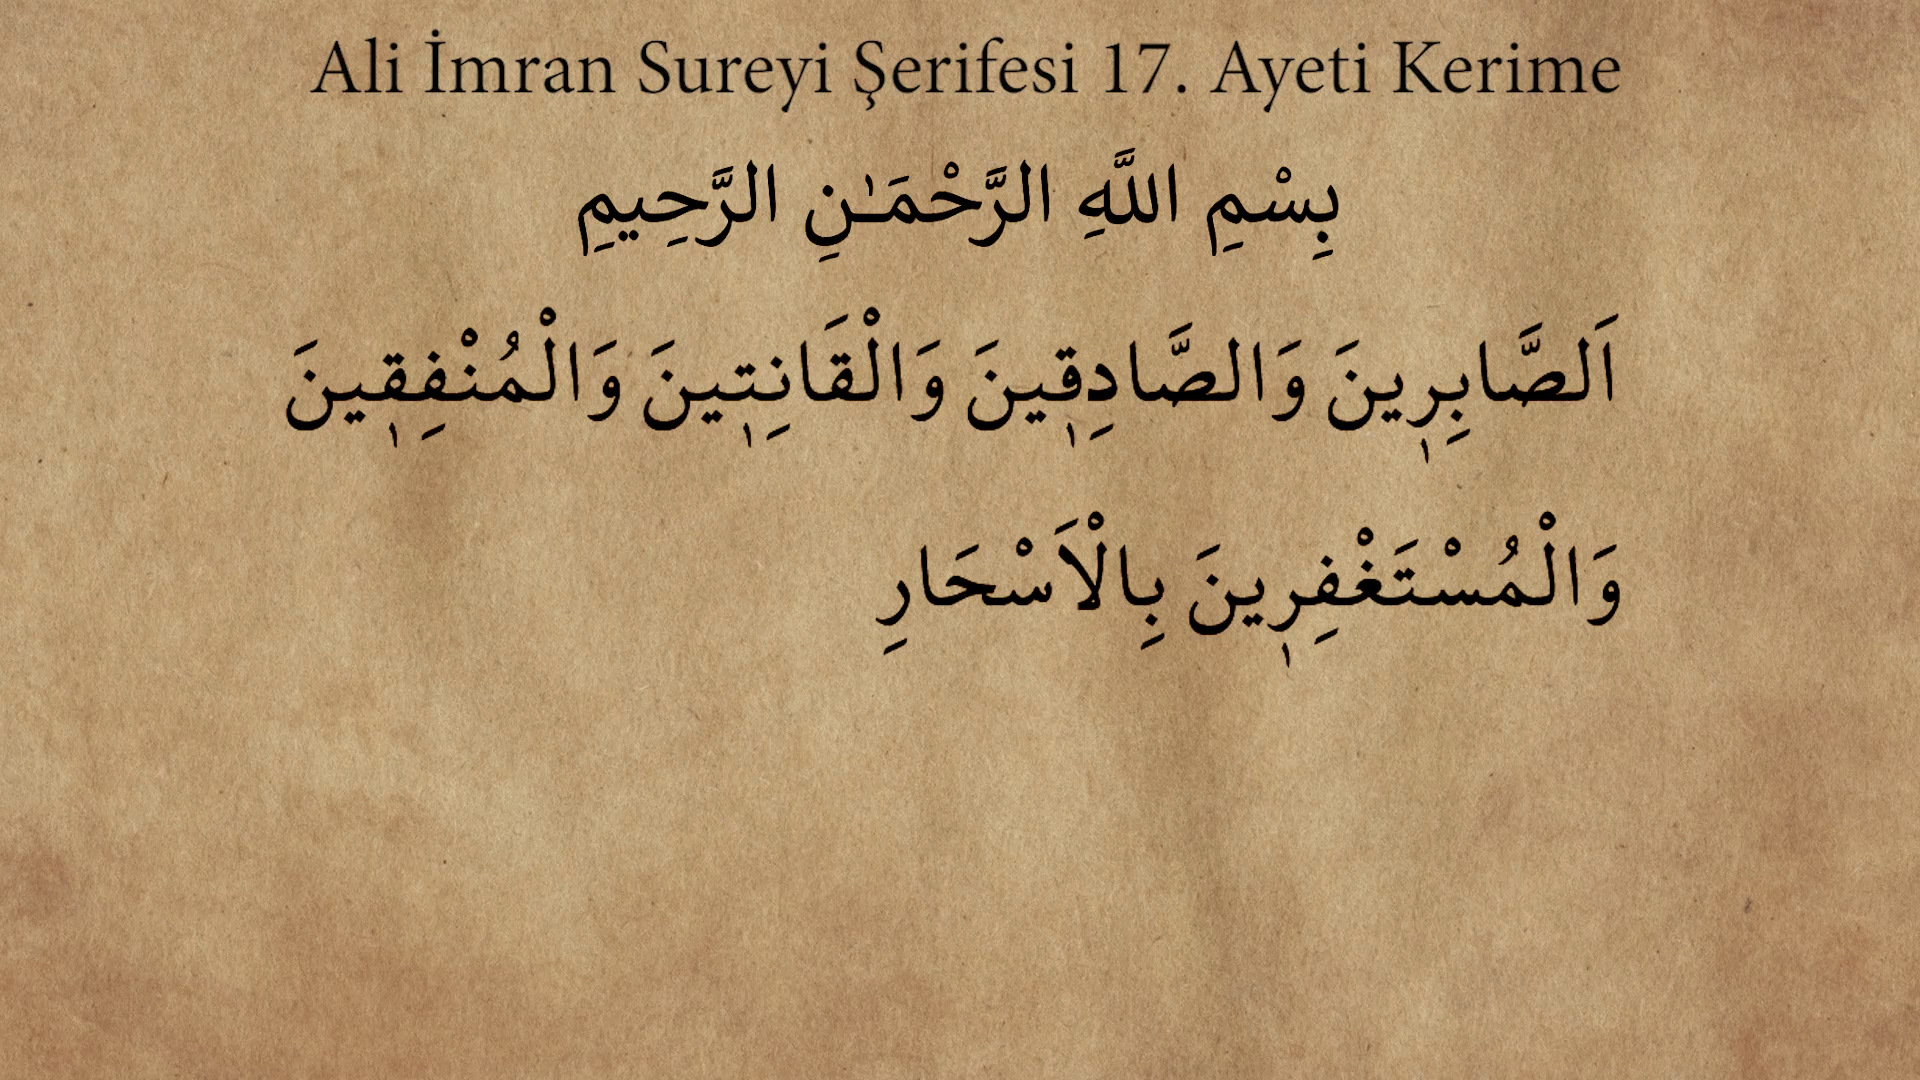 Ali İmran Sureyi Şerifesi 17. Ayeti Kerime
بِسْمِ اللَّهِ الرَّحْمَـٰنِ الرَّحِيمِ
اَلصَّابِرٖينَ وَالصَّادِقٖينَ وَالْقَانِتٖينَ وَالْمُنْفِقٖينَ
وَالْمُسْتَغْفِرٖينَ بِالْاَسْحَارِ